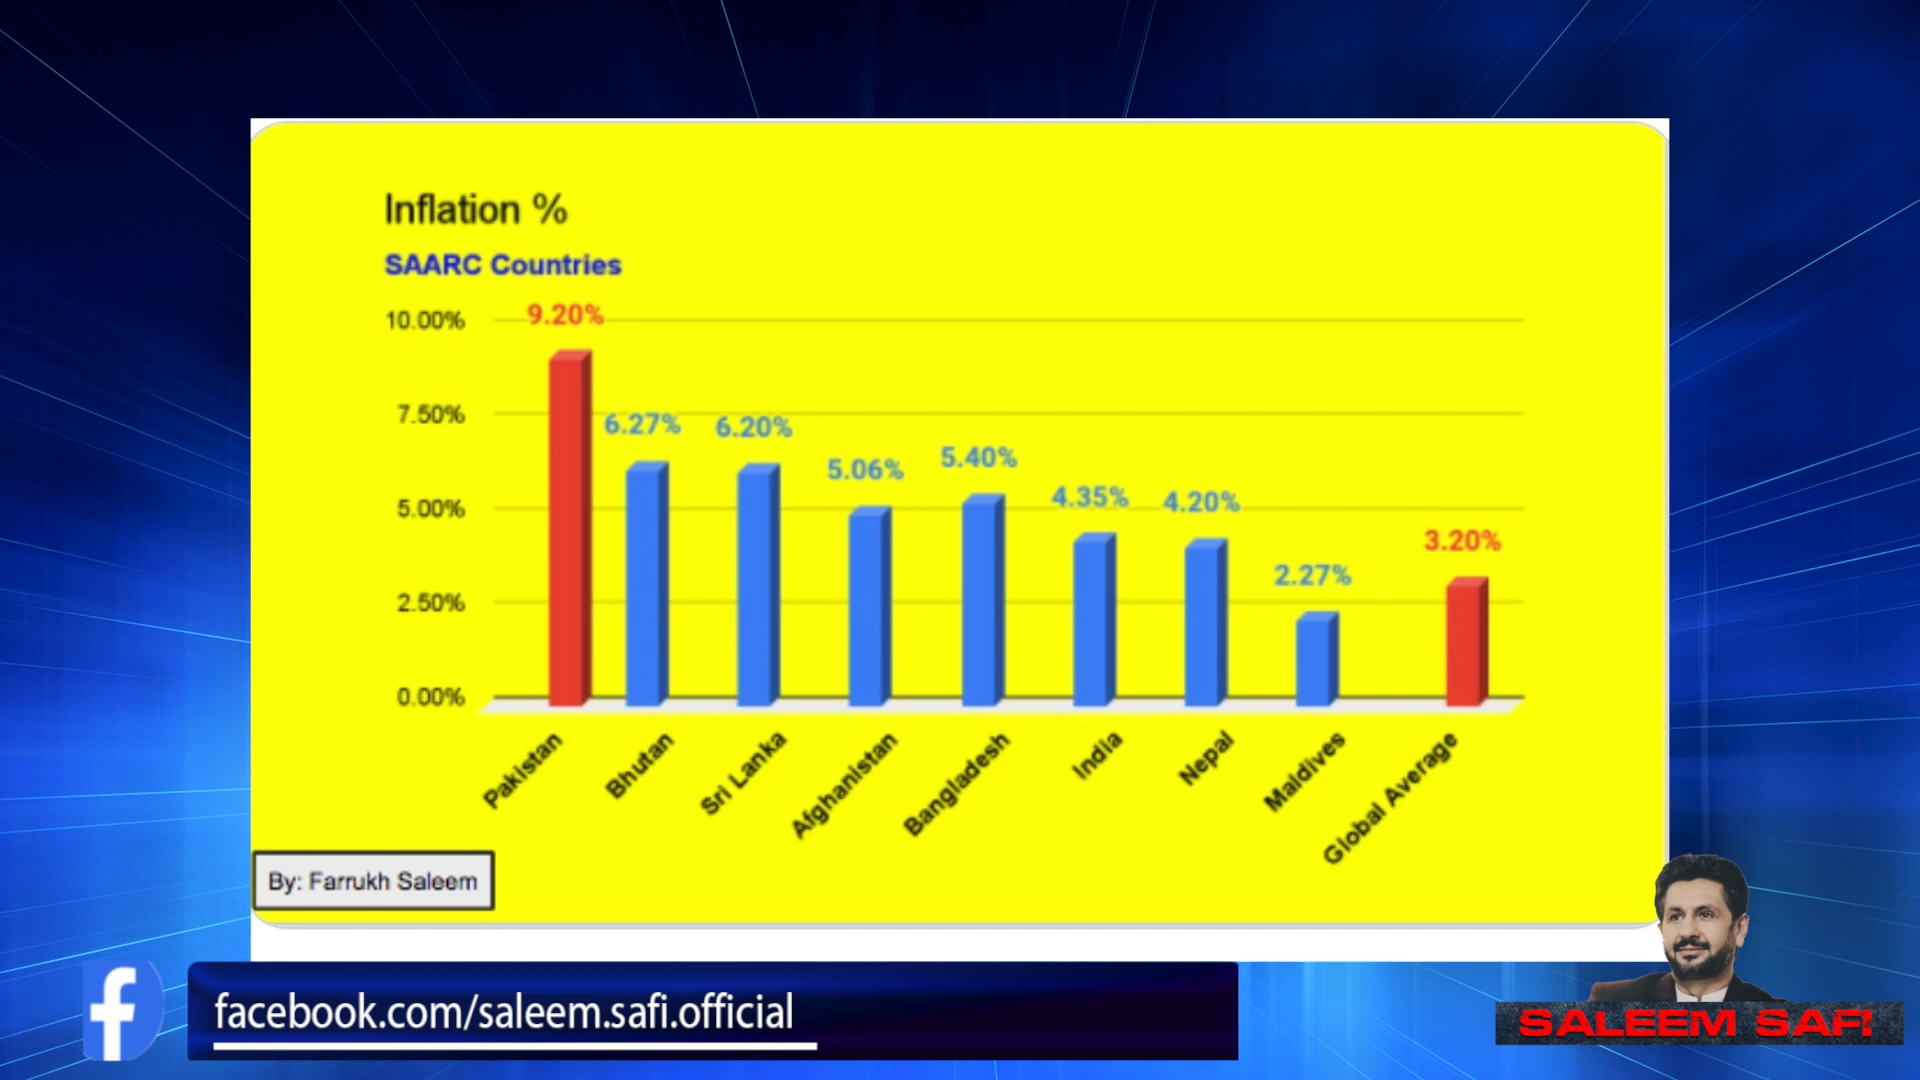 Inflation %
SAARC Countries
10.00%
7.50%
5.00%
2.50%
0.00%
9.20%
6.27%
6.20%
5.06%
5.40%
4.35%
4.20%
2.27%
3.20%
Pakistan
Bhutan
Sri Lanka
Afghanistan
Bangladesh
India
Nepal
Maldives
Global Average
By: Farrukh Saleem
facebook.com/saleem.safi.official
SALEEM SAFI